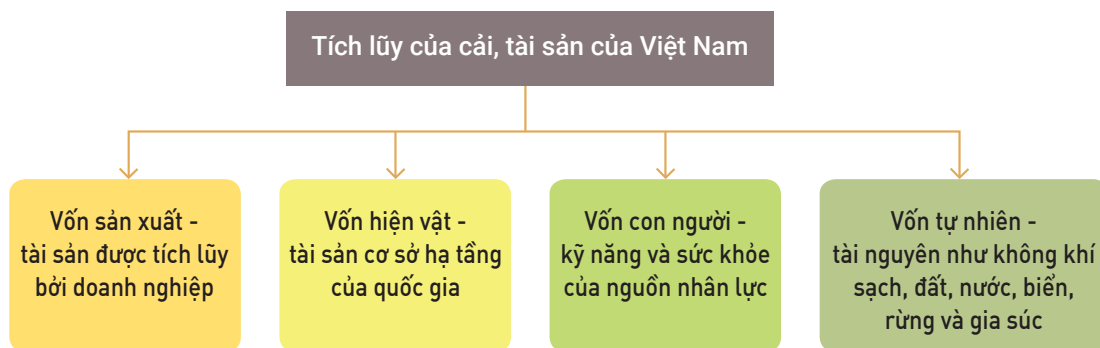 Tích lũy của cải, tài sản của Việt Nam
Vốn sản xuất -
tài sản được tích lũy
bởi doanh nghiệp
Vốn hiện vật -
tài sản cơ sở hạ tầng
của quốc gia
Vốn con người -
kỹ năng và sức khỏe
của nguồn nhân lực
Vốn tự nhiên -
tài nguyên như không khí
sạch, đất, nước, biển,
rừng và gia súc